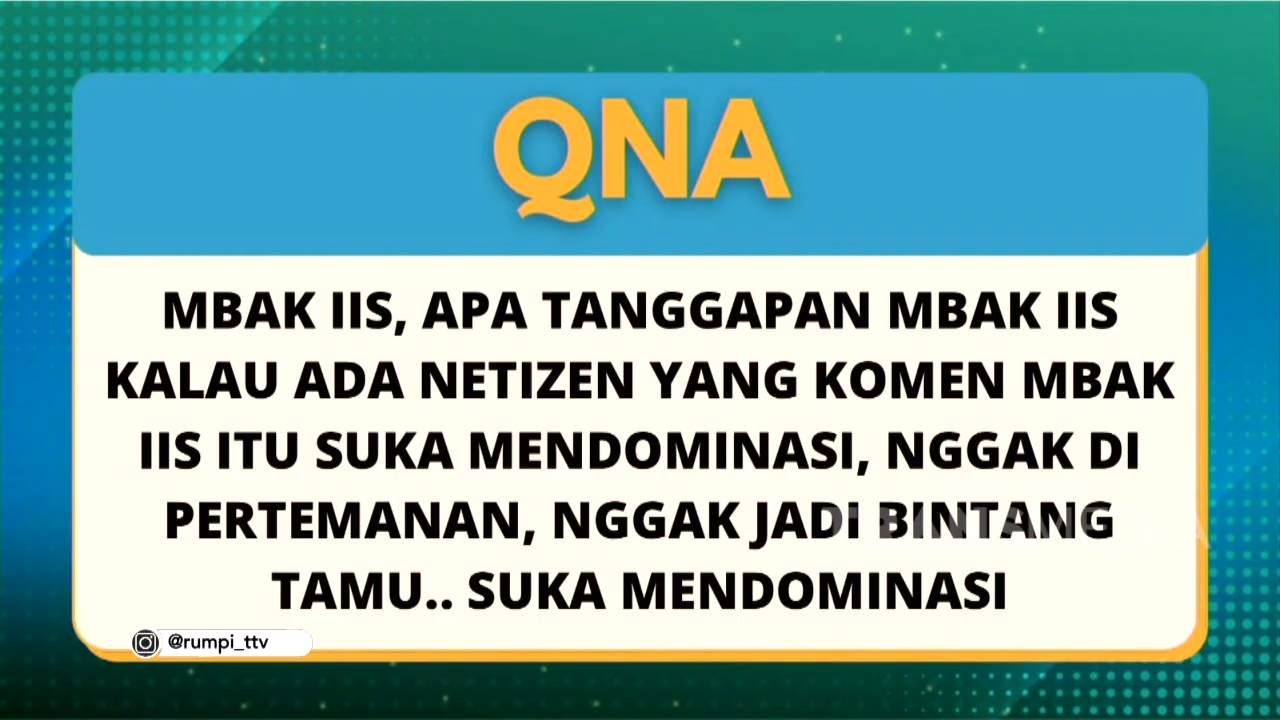 QNA
MBAK IIS, APA TANGGAPAN MBAK IIS
KALAU ADA NETIZEN YANG KOMEN MBAK
IIS ITU SUKA MENDOMINASI, NGGAK DI
PERTEMANAN, NGGAK JADI BINTANG
TAMU.. SUKA MENDOMINASI
@rumpi_ttv